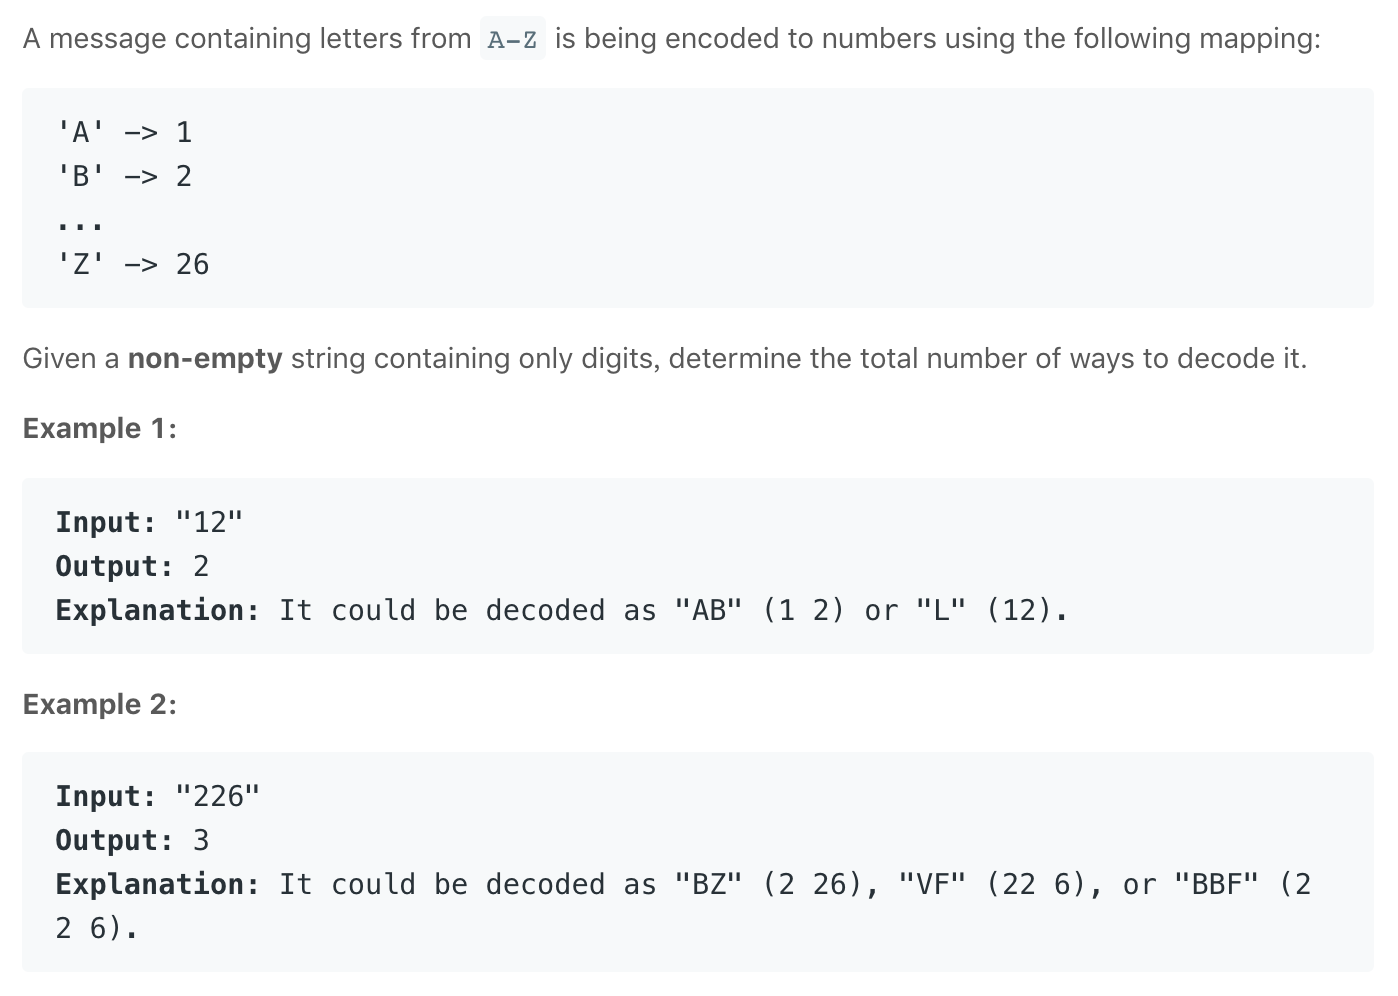 A message containing letters from A-Z is being encoded to numbers using the following mapping:
'A' -> 1
'B' -> 2
...
'Z' -> 26
Given a non-empty string containing only digits, determine the total number of ways to decode it.
Example 1:
Input: "12"
Output: 2
Explanation: It could be decoded as "AB" (1 2) or "L" (12).
Example 2:
Input: "226"
Output: 3
Explanation: It could be decoded as "BZ" (2 26), "VF" (22 6), or "BBF" (2
2 6).